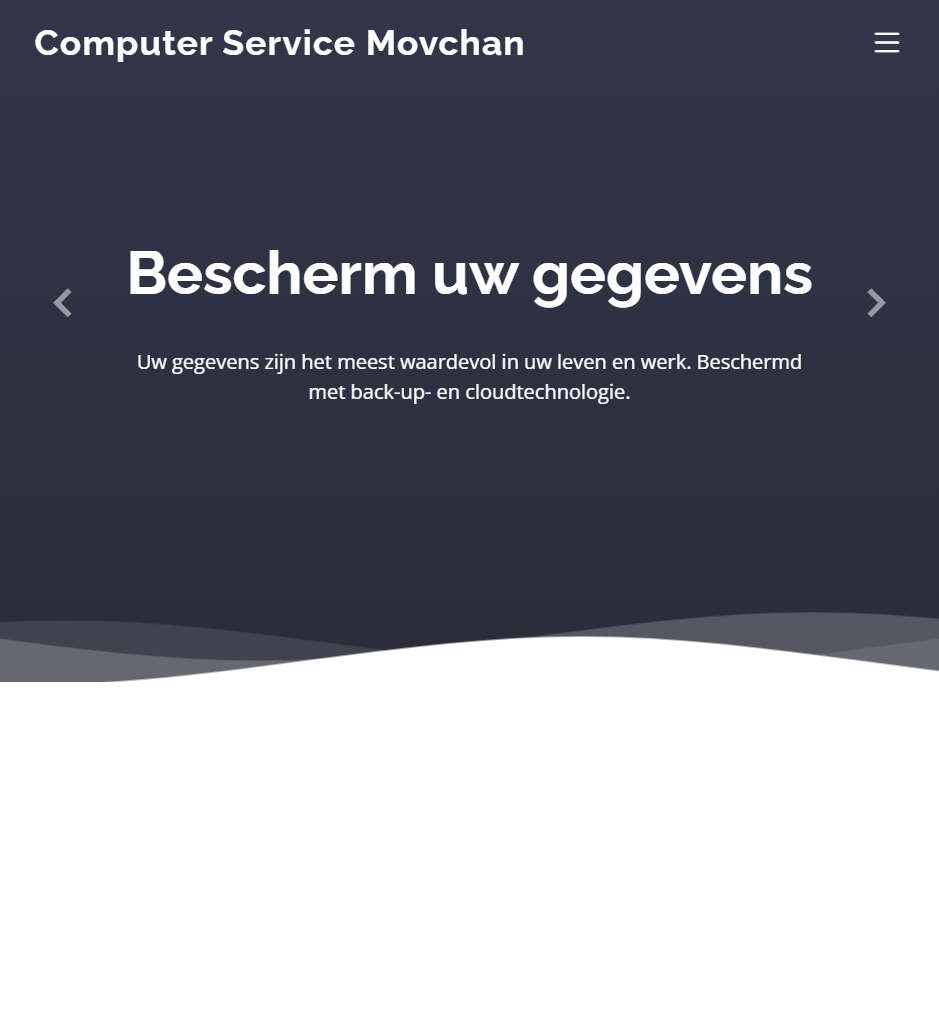 Computer Service Movchan
Bescherm uw gegevens
Uw gegevens zijn het meest waardevol in uw leven en werk. Beschermd
met back-up- en cloudtechnologie.